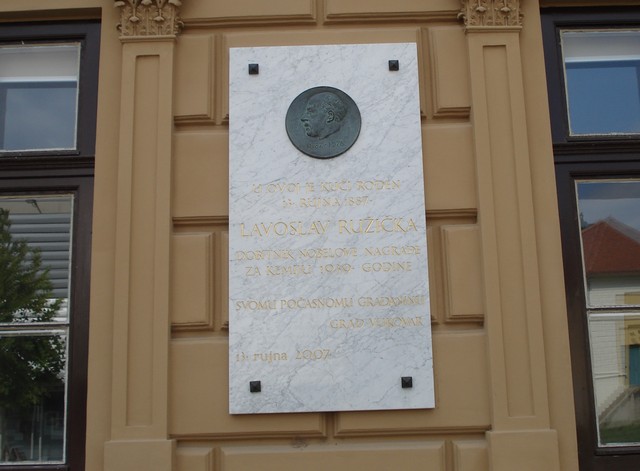 U OVOJ JE KUĆI ROĐEN
13. RUJNA 1887.
LAVOSLAV RUŽIČKA
DOBITNIK NOBELOVE NAGRADE
ZA KEMIJU 1939. GODINE
SVOMU POČASNOMU GRAĐANINU
GRAD VUKOVAR
rujna 2007.